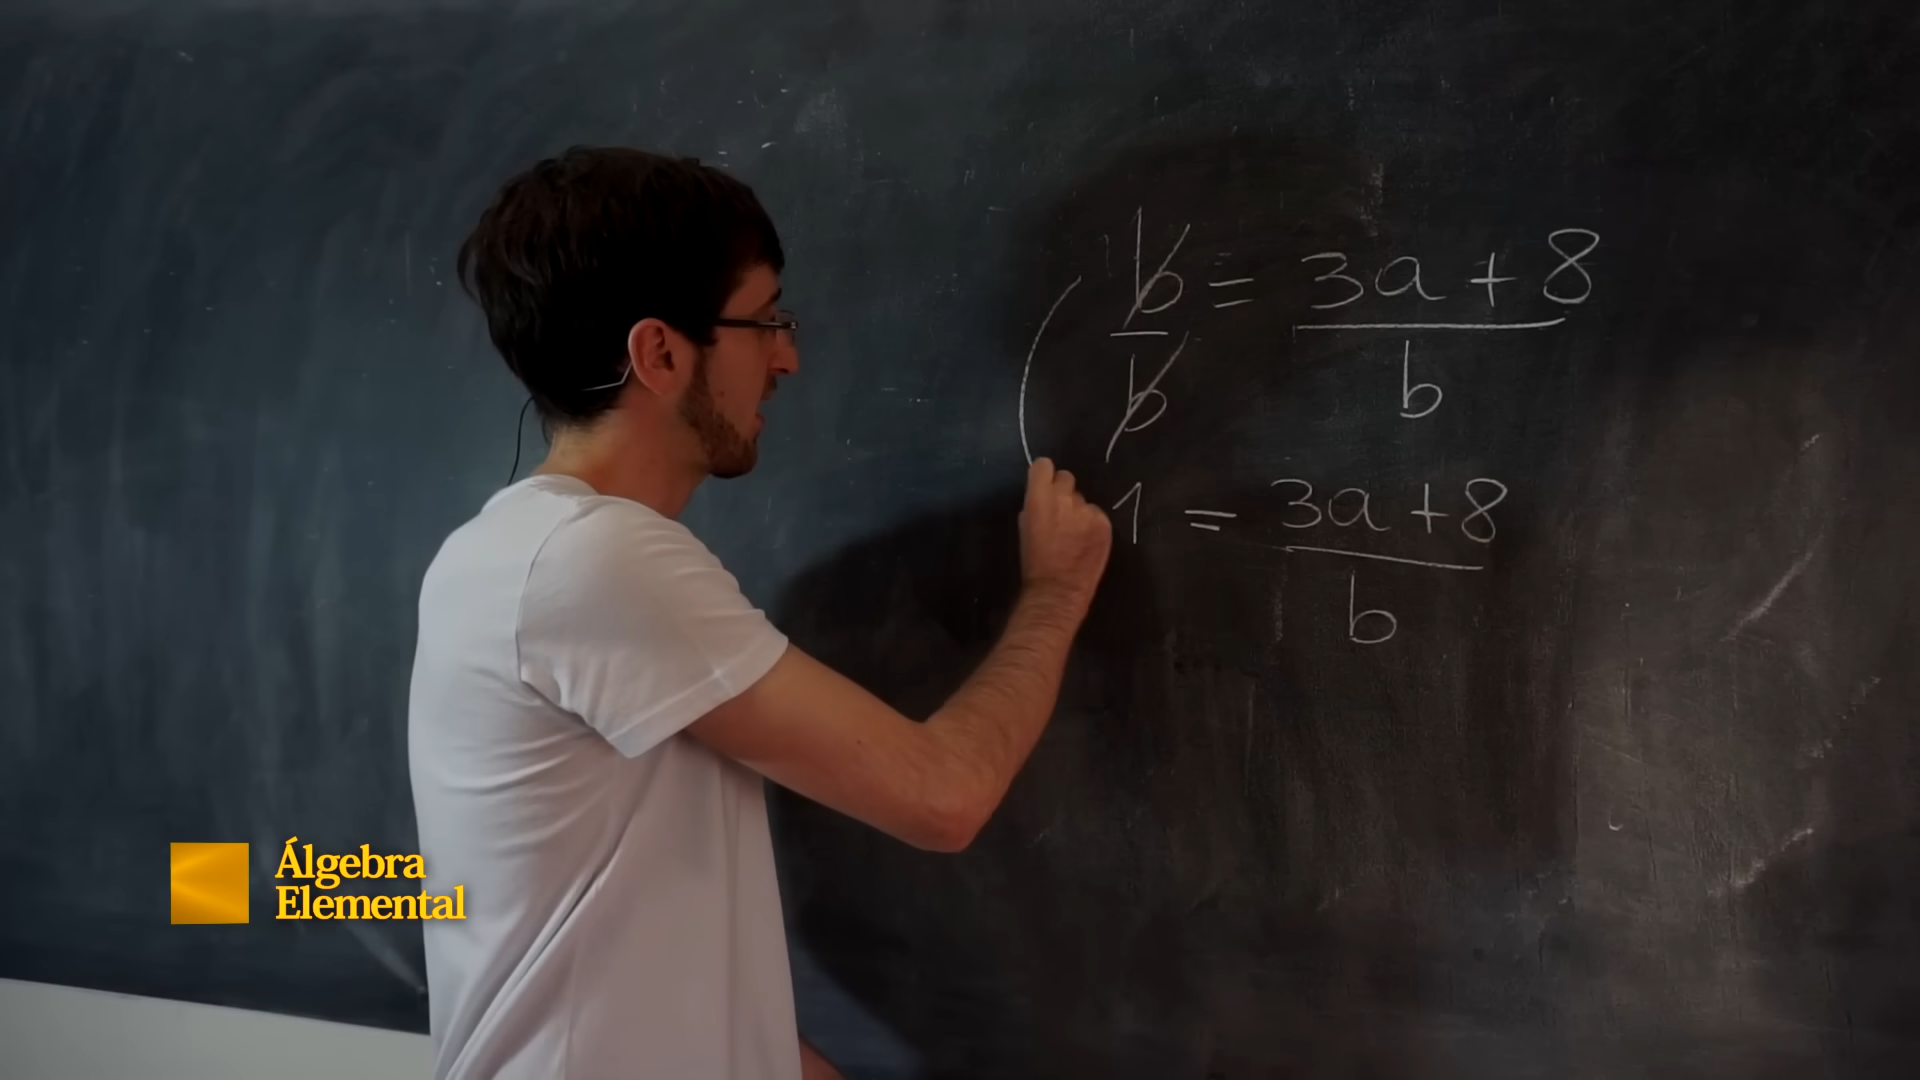 b = 3a + 8
b b
1 = 3a + 8
b
Álgebra
Elemental